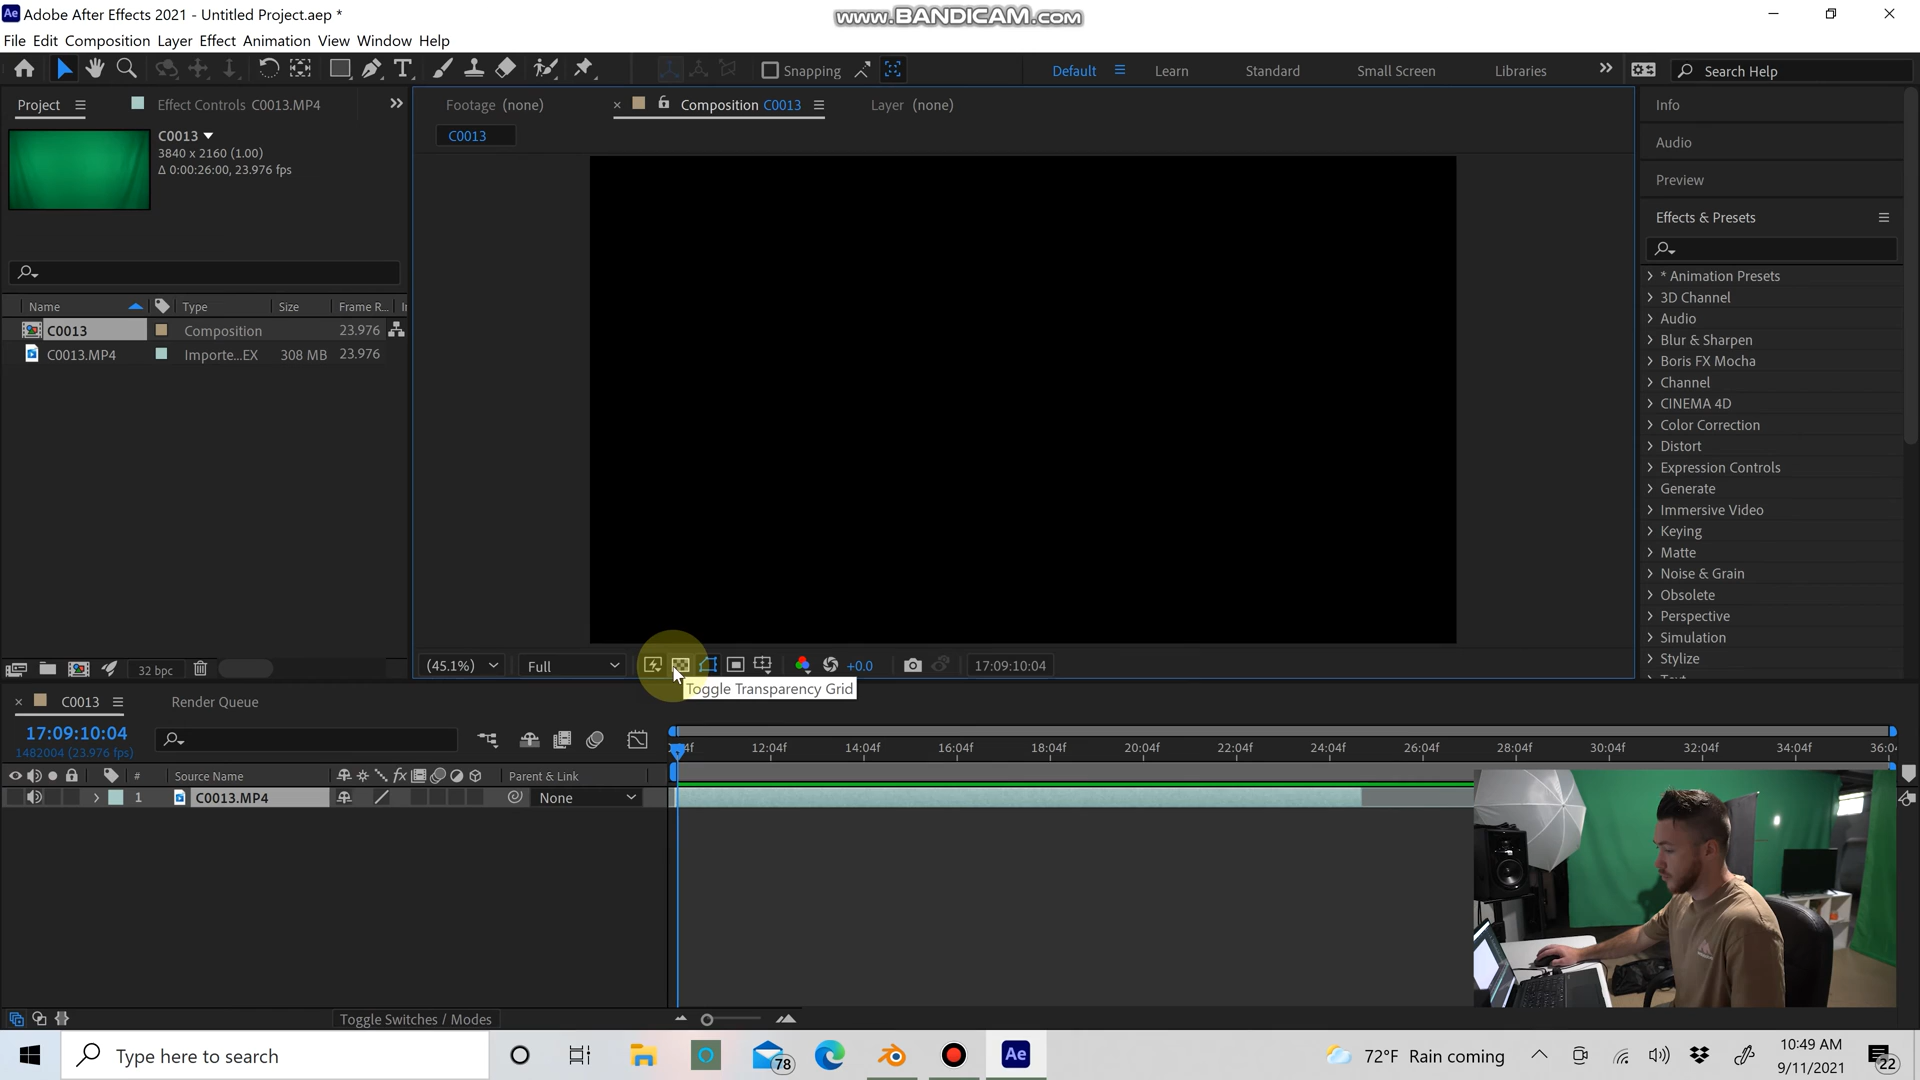 Adobe After Effects 2021 - Untitled Project.aep *
www.BANDICAM.com
File Edit Composition Layer Effect Animation View Window Help
Snapping
Default
Learn
Standard
Small Screen
Libraries
Search Help
Project
Effect Controls C0013.MP4
Footage (none)
Composition C0013
Layer (none)
Info
C0013
3840 x 2160 (1.00)
Δ 0:00:26:00, 23.976 fps
C0013
Audio
Preview
Effects & Presets
* Animation Presets
3D Channel
Audio
Blur & Sharpen
Boris FX Mocha
Channel
CINEMA 4D
Color Correction
Distort
Expression Controls
Generate
Immersive Video
Keying
Matte
Noise & Grain
Obsolete
Perspective
Simulation
Stylize
Name
Type
Size
Frame R...
C0013
Composition
23.976
C0013.MP4
Importe...EX
308 MB
23.976
32 bpc
(45.1%)
Full
+0.0
17:09:10:04
Toggle Transparency Grid
C0013
Render Queue
17:09:10:04
1482004 (23.976 fps)
12:04f
14:04f
16:04f
18:04f
20:04f
22:04f
24:04f
26:04f
28:04f
30:04f
32:04f
34:04f
36:04
#
Source Name
fx
Parent & Link
1
C0013.MP4
None
Toggle Switches / Modes
Type here to search
78
Ae
72°F Rain coming
10:49 AM
9/11/2021
22